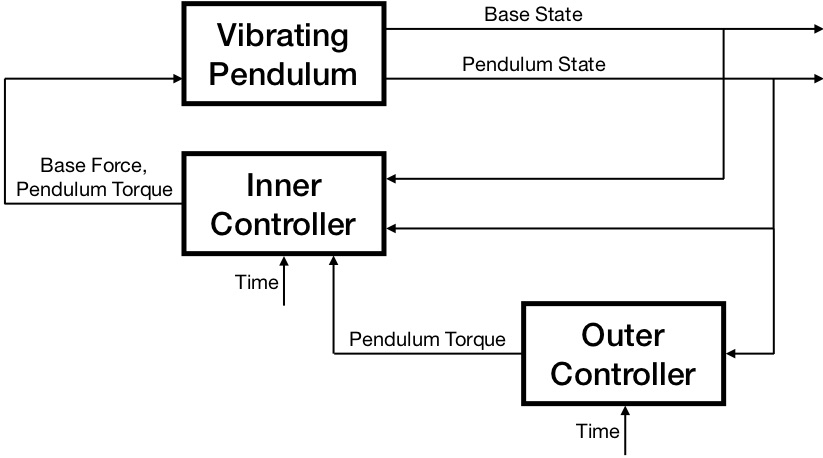 Base State
Vibrating
Pendulum
Pendulum State
Base Force,
Pendulum Torque
Inner
Controller
Time
Pendulum Torque
Outer
Controller
Time